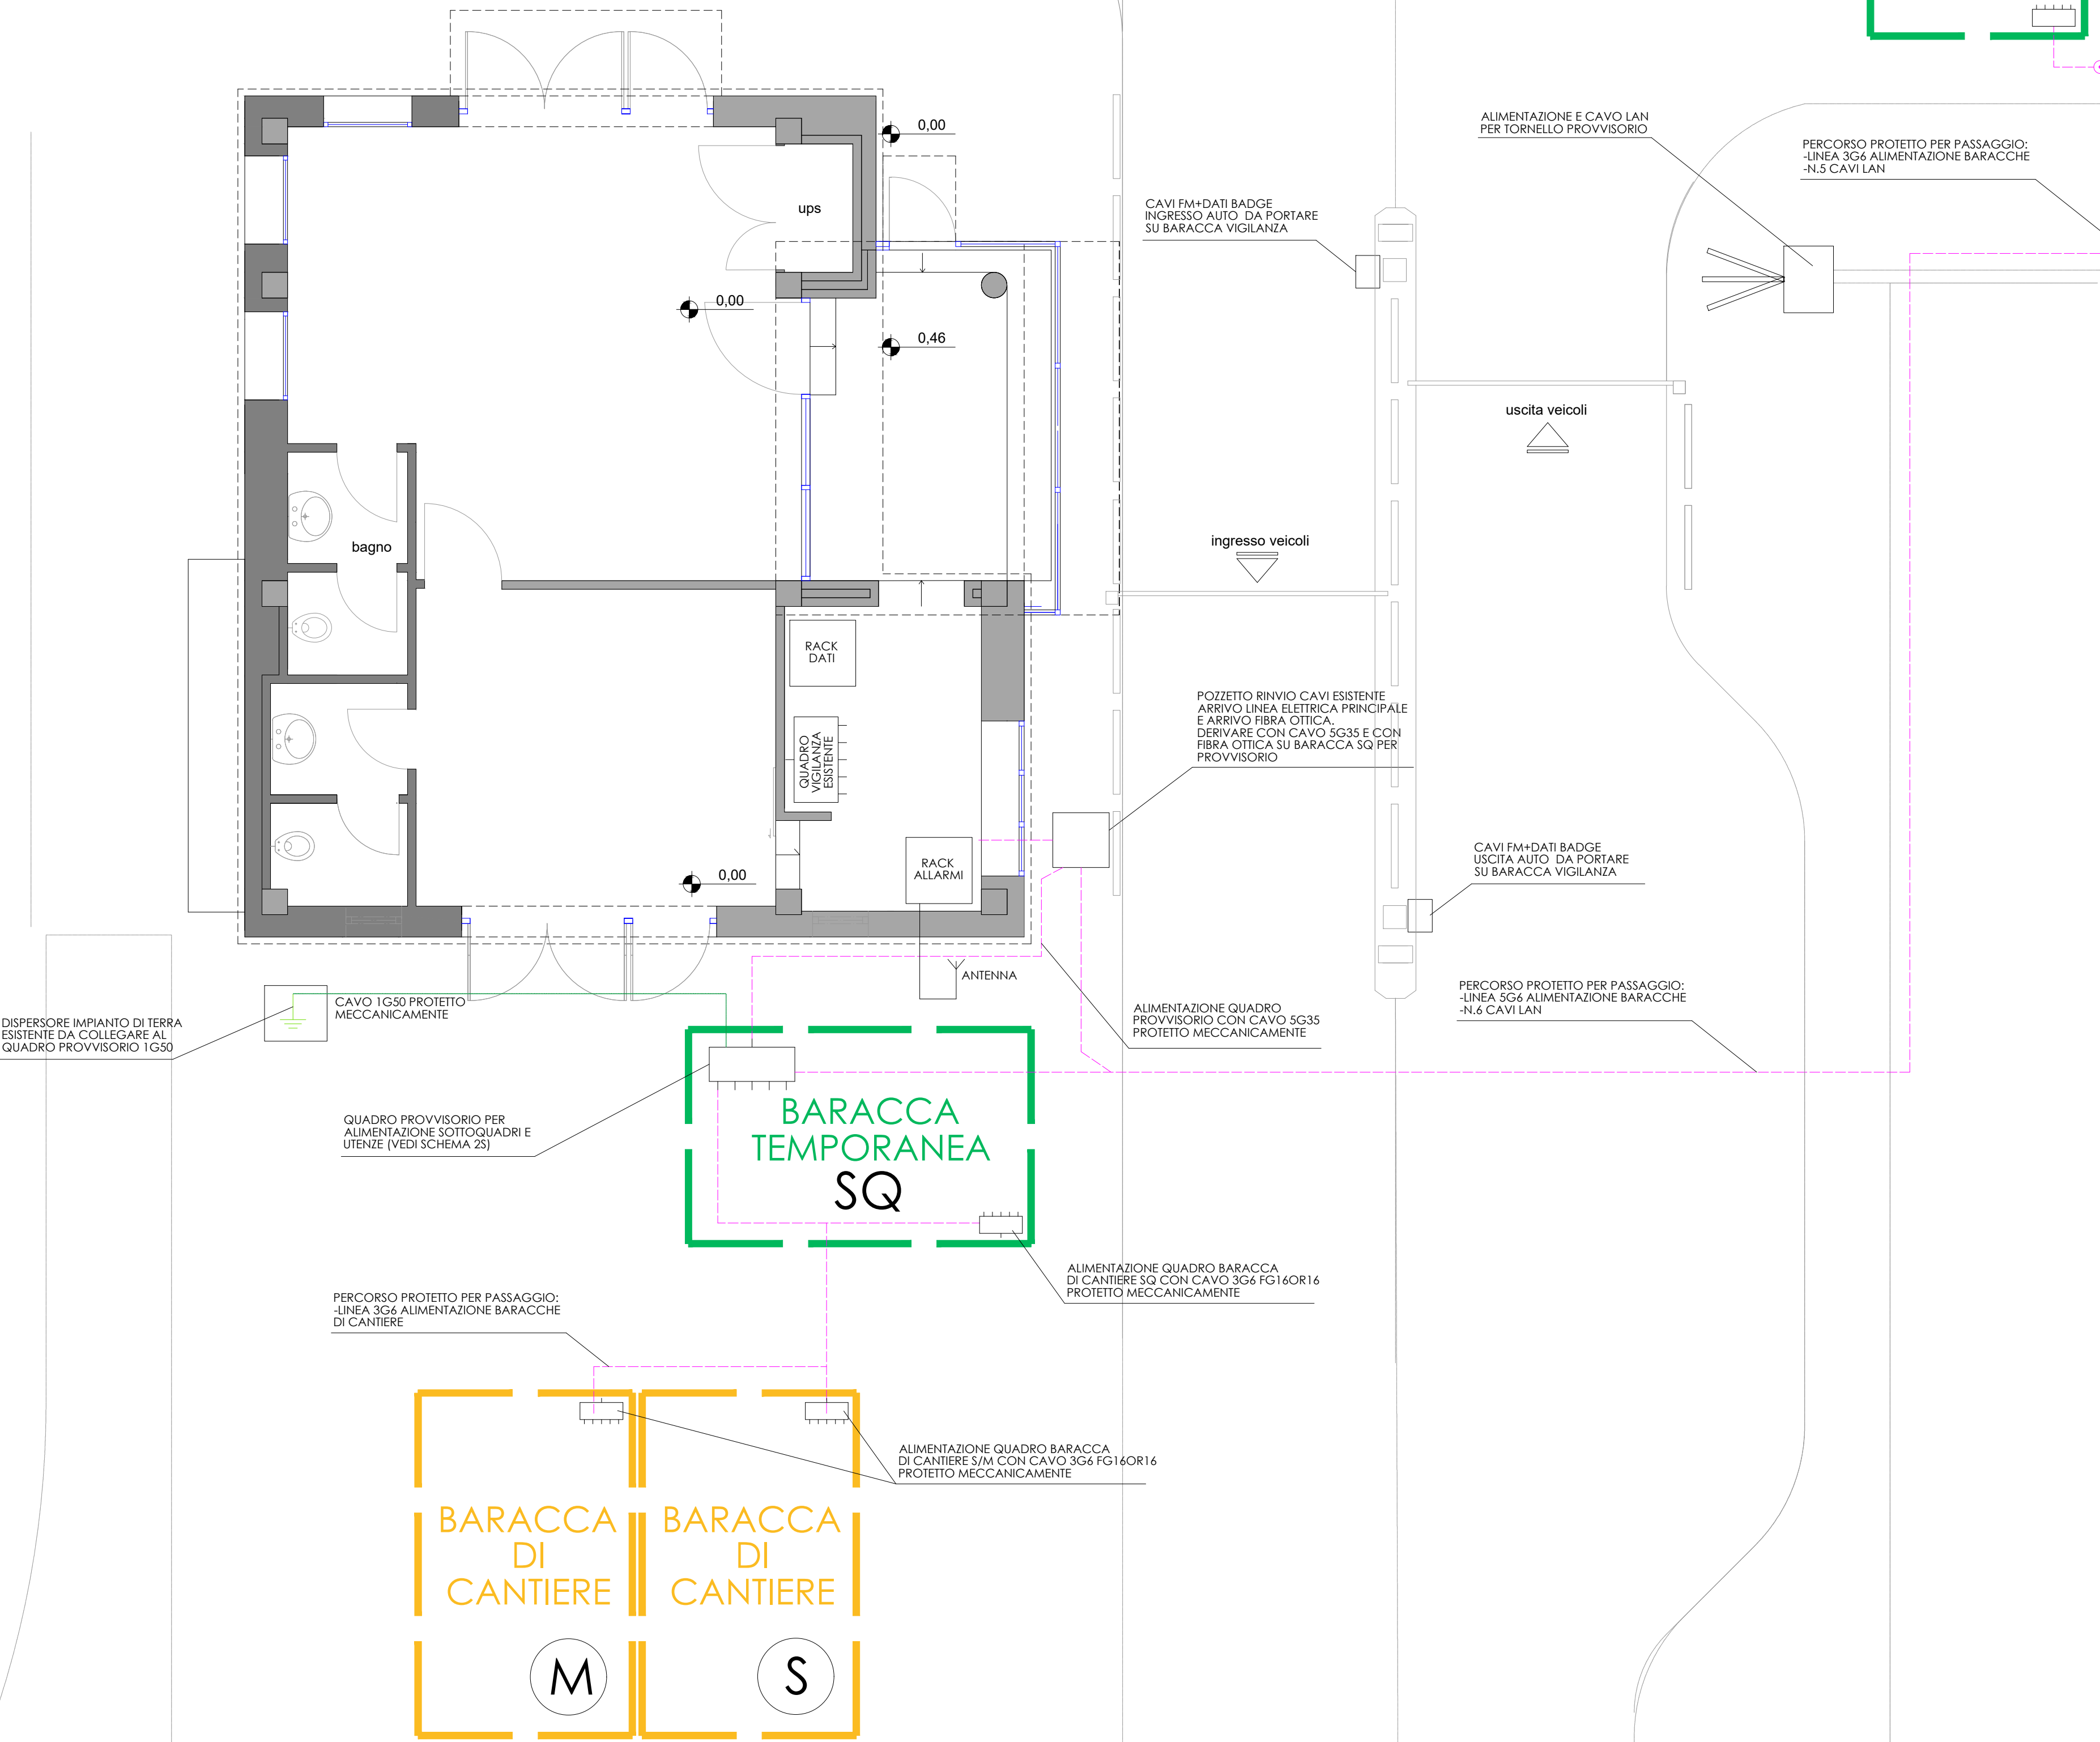 ALIMENTAZIONE E CAVO LAN
PER TORNELLO PROVVISORIO
PERCORSO PROTETTO PER PASSAGGIO:
-LINEA 3G6 ALIMENTAZIONE BARACCHE
-N.5 CAVI LAN
0,00
ups
CAVI FM+DATI BADGE
INGRESSO AUTO  DA PORTARE
SU BARACCA VIGILANZA
0,00
0,46
uscita veicoli
ingresso veicoli
bagno
RACK
DATI
QUADRO
VIGILANZA
ESISTENTE
POZZETTO RINVIO CAVI ESISTENTE
ARRIVO LINEA ELETTRICA PRINCIPALE
E ARRIVO FIBRA OTTICA.
DERIVARE CON CAVO 5G35 E CON
FIBRA OTTICA SU BARACCA SQ PER
PROVVISORIO
RACK
ALLARMI
0,00
CAVI FM+DATI BADGE
USCITA AUTO  DA PORTARE
SU BARACCA VIGILANZA
ANTENNA
PERCORSO PROTETTO PER PASSAGGIO:
-LINEA 5G6 ALIMENTAZIONE BARACCHE
-N.6 CAVI LAN
CAVO 1G50 PROTETTO
MECCANICAMENTE
DISPERSORE IMPIANTO DI TERRA
ESISTENTE DA COLLEGARE AL
QUADRO PROVVISORIO 1G50
ALIMENTAZIONE QUADRO
PROVVISORIO CON CAVO 5G35
PROTETTO MECCANICAMENTE
QUADRO PROVVISORIO PER
ALIMENTAZIONE SOTTOQUADRI E
UTENZE (VEDI SCHEMA 2S)
BARACCA
TEMPORANEA
SQ
ALIMENTAZIONE QUADRO BARACCA
DI CANTIERE SQ CON CAVO 3G6 FG16OR16
PROTETTO MECCANICAMENTE
PERCORSO PROTETTO PER PASSAGGIO:
-LINEA 3G6 ALIMENTAZIONE BARACCHE
DI CANTIERE
ALIMENTAZIONE QUADRO BARACCA
DI CANTIERE S/M CON CAVO 3G6 FG16OR16
PROTETTO MECCANICAMENTE
BARACCA
DI
CANTIERE
M
BARACCA
DI
CANTIERE
S